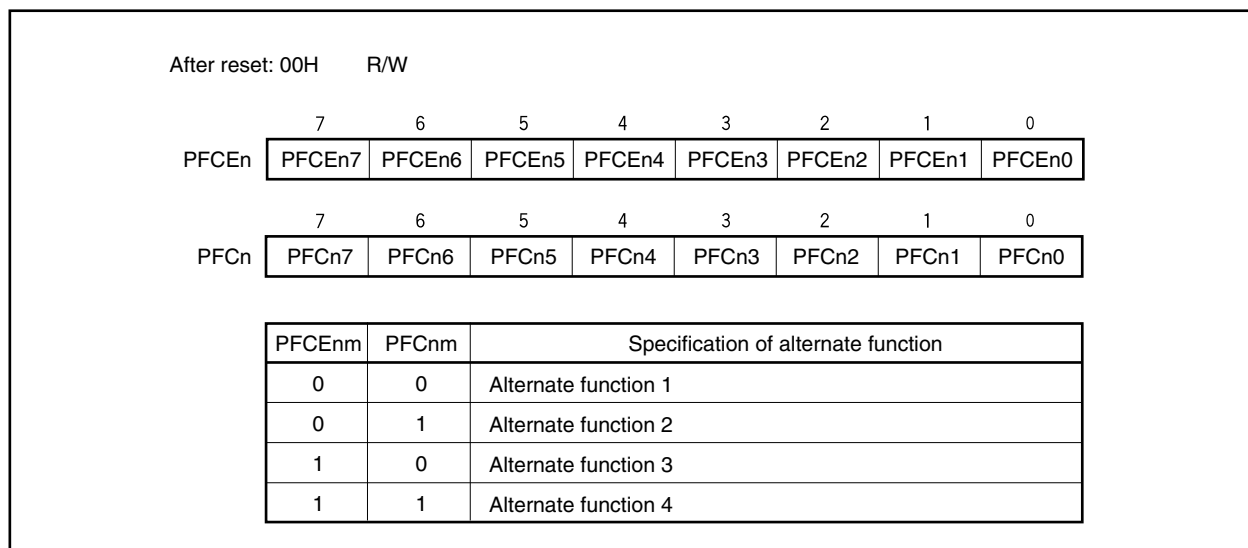 After reset: 00H R/W
7 6 5 4 3 2 1 0
PFCEn PFCEn7 PFCEn6 PFCEn5 PFCEn4 PFCEn3 PFCEn2 PFCEn1 PFCEn0
7 6 5 4 3 2 1 0
PFCn PFCn7 PFCn6 PFCn5 PFCn4 PFCn3 PFCn2 PFCn1 PFCn0
PFCEnm PFCnm Specification of alternate function
0 0 Alternate function 1
0 1 Alternate function 2
1 0 Alternate function 3
1 1 Alternate function 4